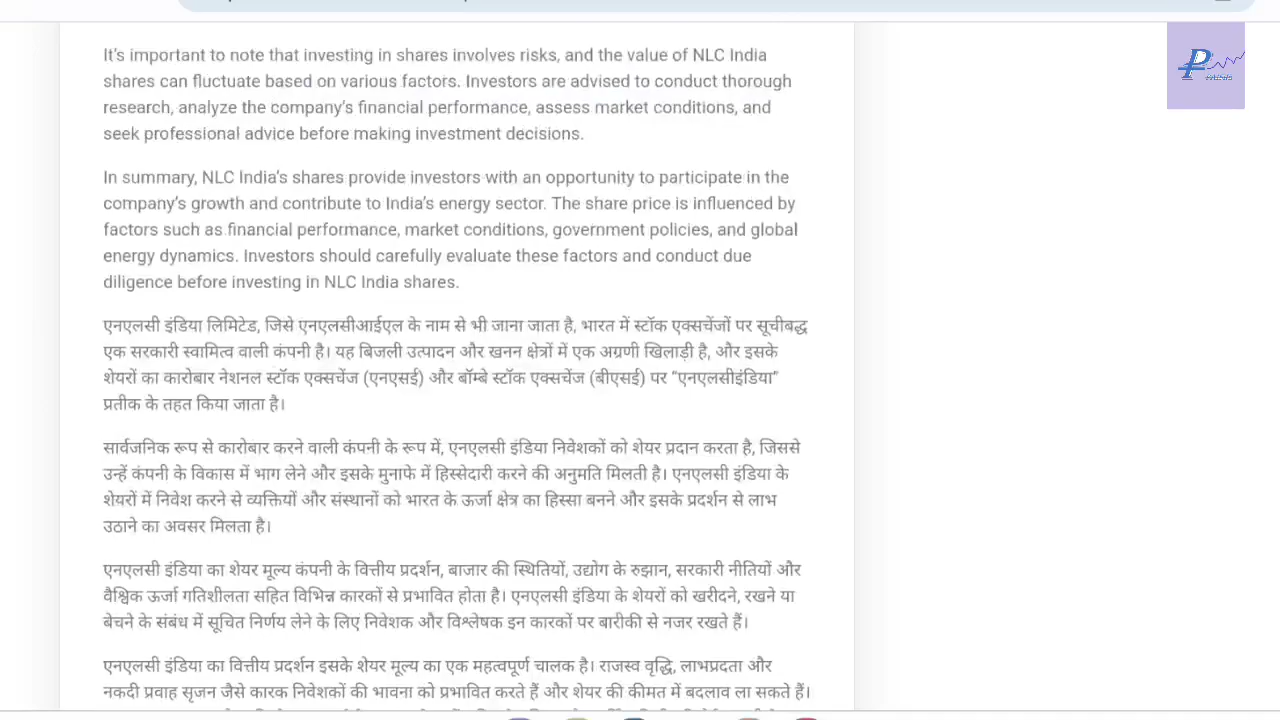 It's important to note that investing in shares involves risks, and the value of NLC India
shares can fluctuate based on various factors. Investors are advised to conduct thorough
research, analyze the company's financial performance, assess market conditions, and
seek professional advice before making investment decisions.
In summary, NLC India's shares provide investors with an opportunity to participate in the
company's growth and contribute to India's energy sector. The share price is influenced by
factors such as financial performance, market conditions, government policies, and global
energy dynamics. Investors should carefully evaluate these factors and conduct due
diligence before investing in NLC India shares.
एनएलसी इंडिया लिमिटेड, जिसे एनएलसीआईएल के नाम से भी जाना जाता है, भारत में स्टॉक एक्सचेंजों पर सूचीबद्ध
एक सरकारी स्वामित्व वाली कंपनी है। यह बिजली उत्पादन और खनन क्षेत्रों में एक अग्रणी खिलाड़ी है, और इसके
शेयरों का कारोबार नेशनल स्टॉक एक्सचेंज (एनएसई) और बॉम्बे स्टॉक एक्सचेंज (बीएसई) पर "एनएलसीइंडिया"
प्रतीक के तहत किया जाता है।
सार्वजनिक रूप से कारोबार करने वाली कंपनी के रूप में, एनएलसी इंडिया निवेशकों को शेयर प्रदान करता है, जिससे
उन्हें कंपनी के विकास में भाग लेने और इसके मुनाफे में हिस्सेदारी करने की अनुमति मिलती है। एनएलसी इंडिया के
शेयरों में निवेश करने से व्यक्तियों और संस्थानों को भारत के ऊर्जा क्षेत्र का हिस्सा बनने और इसके प्रदर्शन से लाभ
उठाने का अवसर मिलता है।
एनएलसी इंडिया का शेयर मूल्य कंपनी के वित्तीय प्रदर्शन, बाजार की स्थितियों, उद्योग के रुझान, सरकारी नीतियों और
वैश्विक ऊर्जा गतिशीलता सहित विभिन्न कारकों से प्रभावित होता है। एनएलसी इंडिया के शेयरों को खरीदने, रखने या
बेचने के संबंध में सूचित निर्णय लेने के लिए निवेशक और विश्लेषक इन कारकों पर बारीकी से नजर रखते हैं।
एनएलसी इंडिया का वित्तीय प्रदर्शन इसके शेयर मूल्य का एक महत्वपूर्ण चालक है। राजस्व वृद्धि, लाभप्रदता और
नकदी प्रवाह सृजन जैसे कारक निवेशकों की भावना को प्रभावित करते हैं और शेयर की कीमत में बदलाव ला सकते हैं।